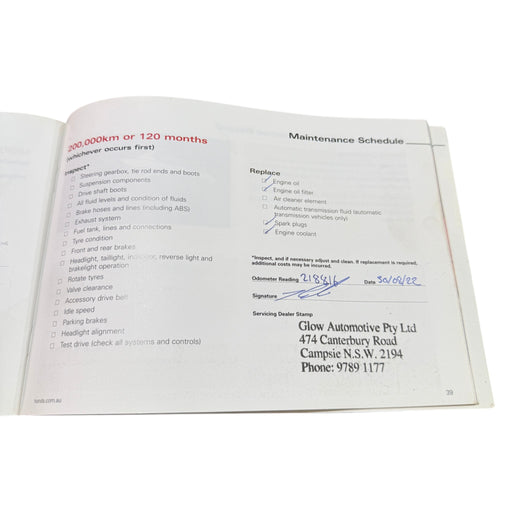 200,000km or 120 months
(whichever occurs first)
Inspect*
Steering gearbox, tie rod ends and boots
Suspension components
Drive shaft boots
All fluid levels and condition of fluids
Brake hoses and lines (including ABS)
Exhaust system
Fuel tank, lines and connections
Tyre condition
Front and rear brakes
Headlight, taillight, indicator, reverse light and
brakelight operation
Rotate tyres
Valve clearance
Accessory drive belt
Idle speed
Parking brakes
Headlight alignment
Test drive (check all systems and controls)
Maintenance Schedule
Replace
Engine oil
Engine oil filter
Air cleaner element
Automatic transmission fluid (automatic
transmission vehicles only)
Spark plugs
Engine coolant
*Inspect, and if necessary adjust and clean. If replacement is required,
additional costs may be incurred.
Odometer Reading 218816 Date 30/09/22
Signature
Servicing Dealer Stamp
Glow Automotive Pty Ltd
474 Canterbury Road
Campsie N.S.W. 2194
Phone: 9789 1177
39